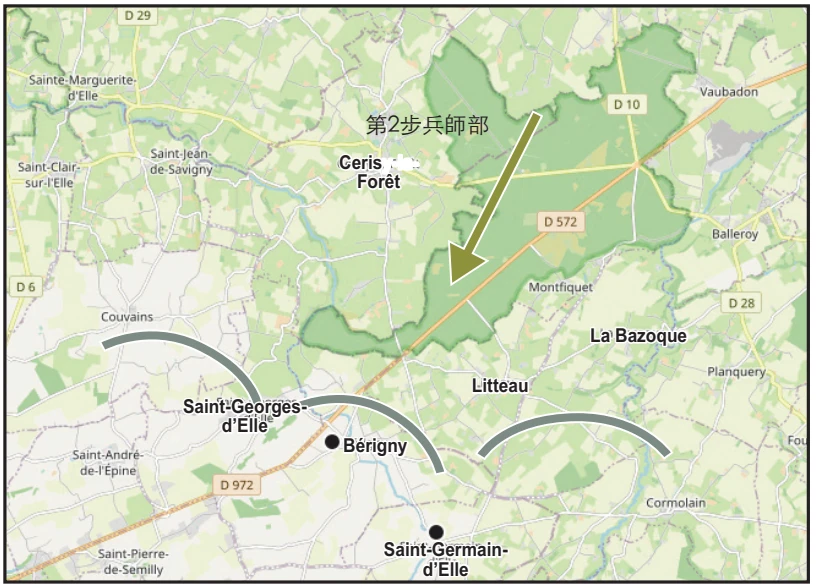 D 29
Sainte-Marguerite-
d'Elle
D 10
Vaubadon
第2步兵師部
Saint-Jean-
de-Savigny
Ceris
Forêt
Saint-Clair-
sur-l'Elle
D 572
Balleroy
D 6
Montfiquet
D 28
Couvains
La Bazoque
Planquery
Litteau
Saint-Georges-
d'Elle
Bérigny
Fou
Saint-André-
de-l'Épine
D 972
Cormolain
Saint-Germain-
d'Elle
Saint-Pierre-
de-Semilly